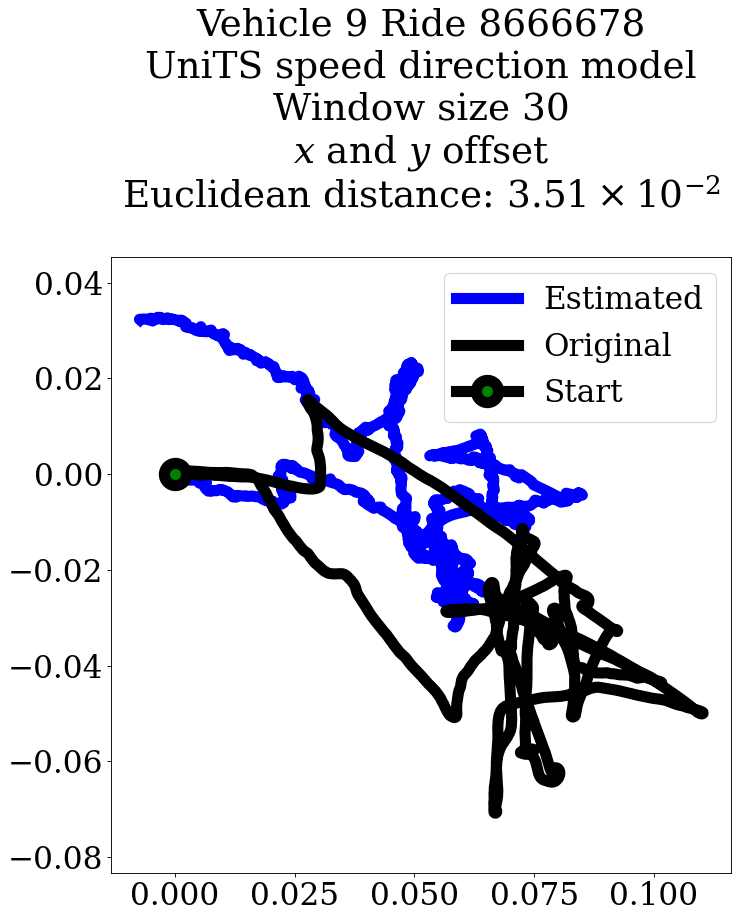 Vehicle 9 Ride 8666678
UniTS speed direction model
Window size 30
x and y offset
Euclidean distance: 3.51 × 10⁻²
0.04
0.02
0.00
−0.02
−0.04
−0.06
−0.08
Estimated
Original
Start
0.000 0.025 0.050 0.075 0.100